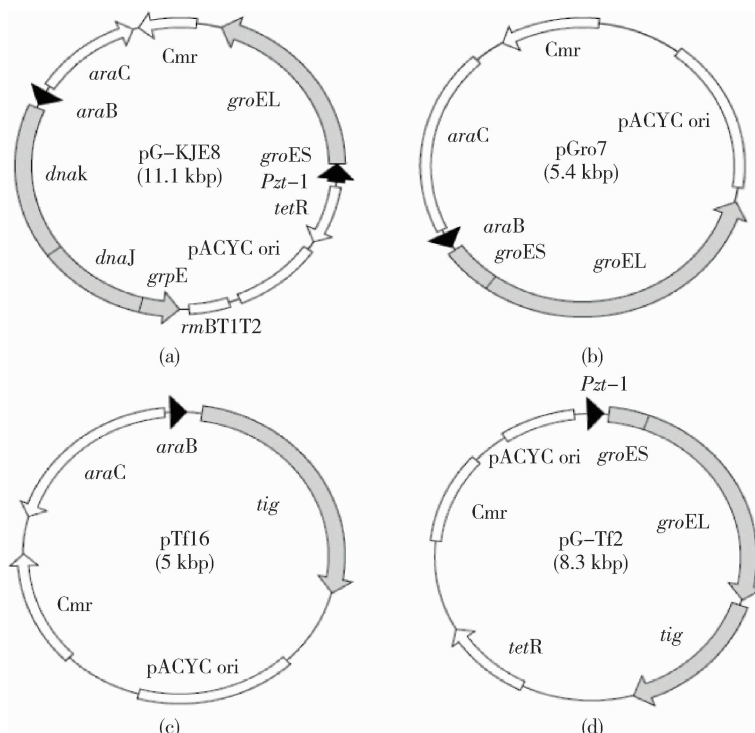 araC
Cmr
groEL
araB
pG-KJE8
(11.1 kbp)
groES
Pzt-1
tetR
dnak
dnaJ
grpE
pACYC ori
rmBT1T2
(a)
Cmr
pACYC ori
araC
pGro7
(5.4 kbp)
araB
groES
groEL
(b)
araB
araC
tig
pTf16
(5 kbp)
Cmr
pACYC ori
(c)
Pzt-1
pACYC ori
groES
Cmr
groEL
pG-Tf2
(8.3 kbp)
tetR
tig
(d)